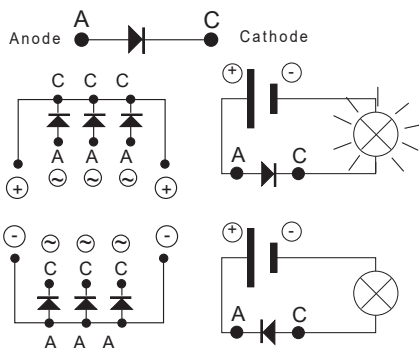 Anode A C Cathode
C C C
A A A
+ ~ ~ ~ +
+ -
A C
- ~ ~ ~ -
C C C
A A A
+ -
A C